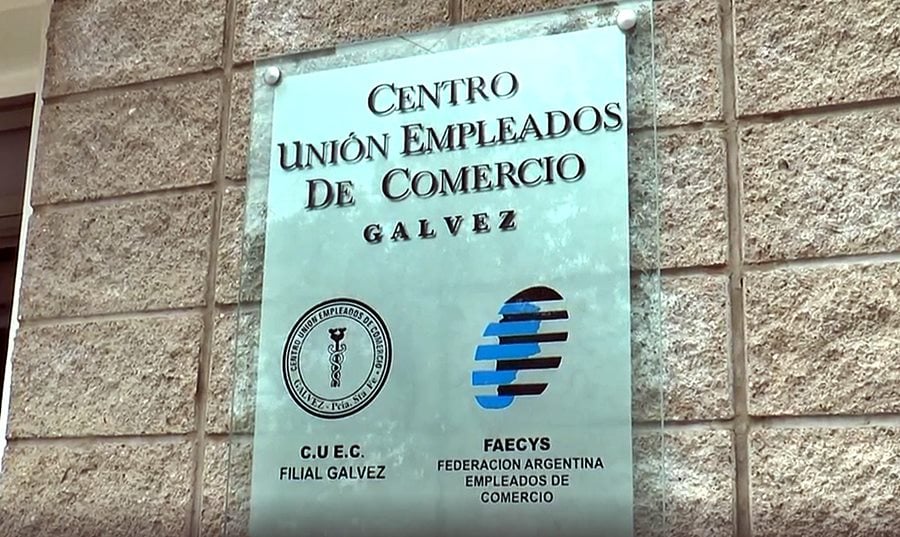 CENTRO
UNIÓN EMPLEADOS
DE COMERCIO
GALVEZ
CENTRO UNION EMPLEADOS DE COMERCIO
GALVEZ - Pcia. Sta Fe -
C.U E.C.
FILIAL GALVEZ
FAECYS
FEDERACION ARGENTINA
EMPLEADOS DE
COMERCIO